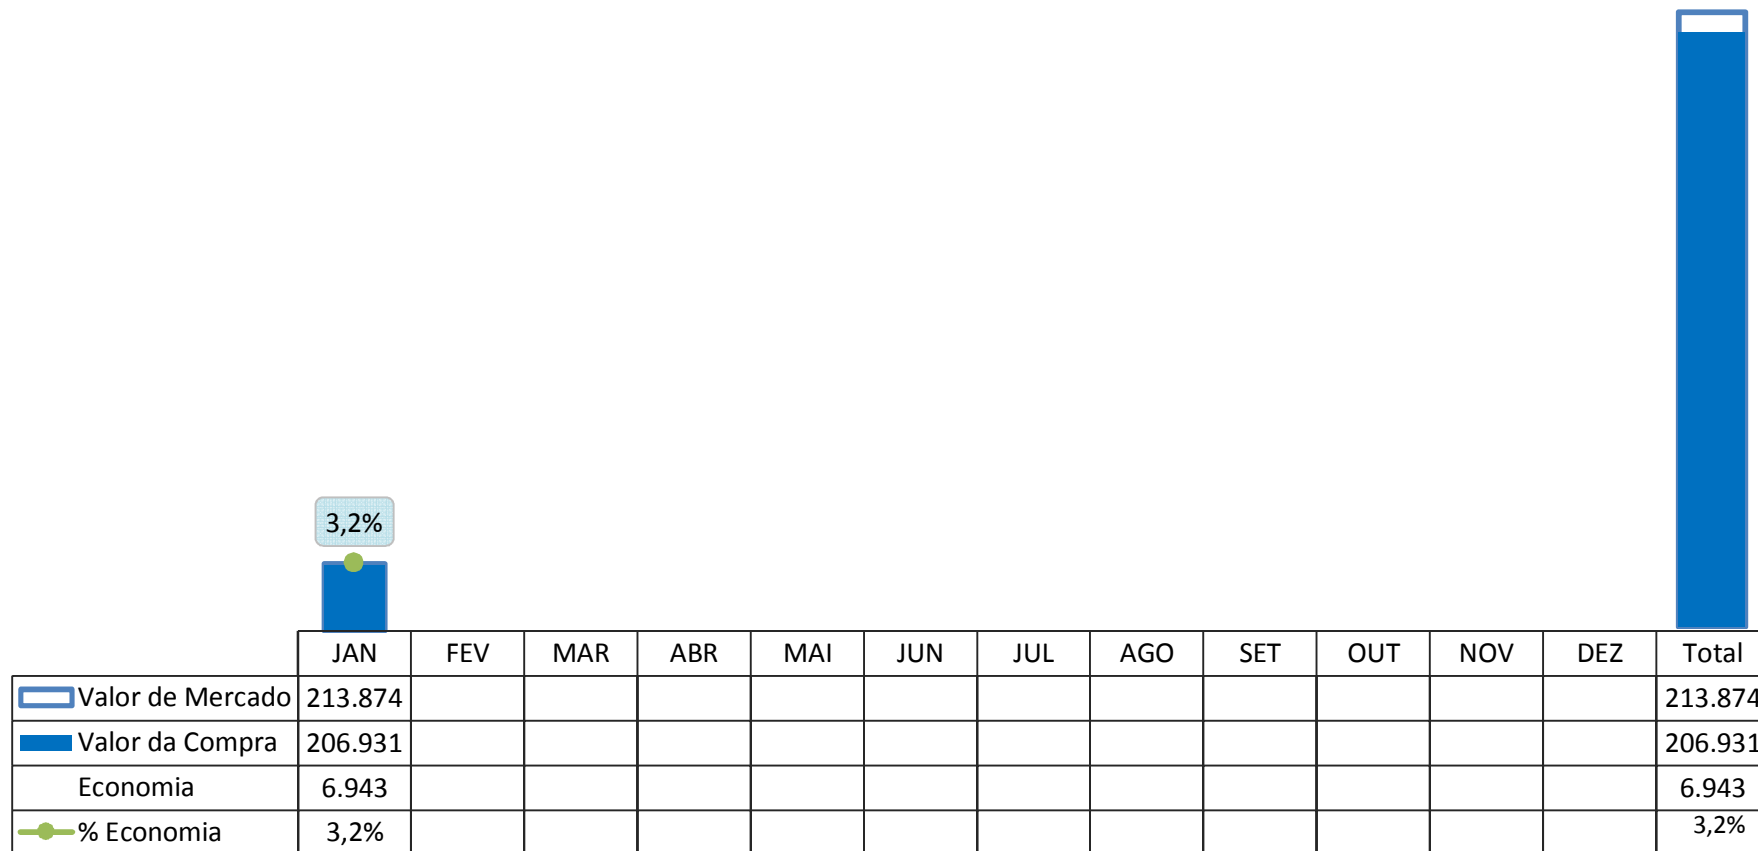 3,2%
JAN FEV MAR ABR MAI JUN JUL AGO SET OUT NOV DEZ Total
Valor de Mercado 213.874 213.874
Valor da Compra 206.931 206.931
Economia 6.943 6.943
% Economia 3,2% 3,2%